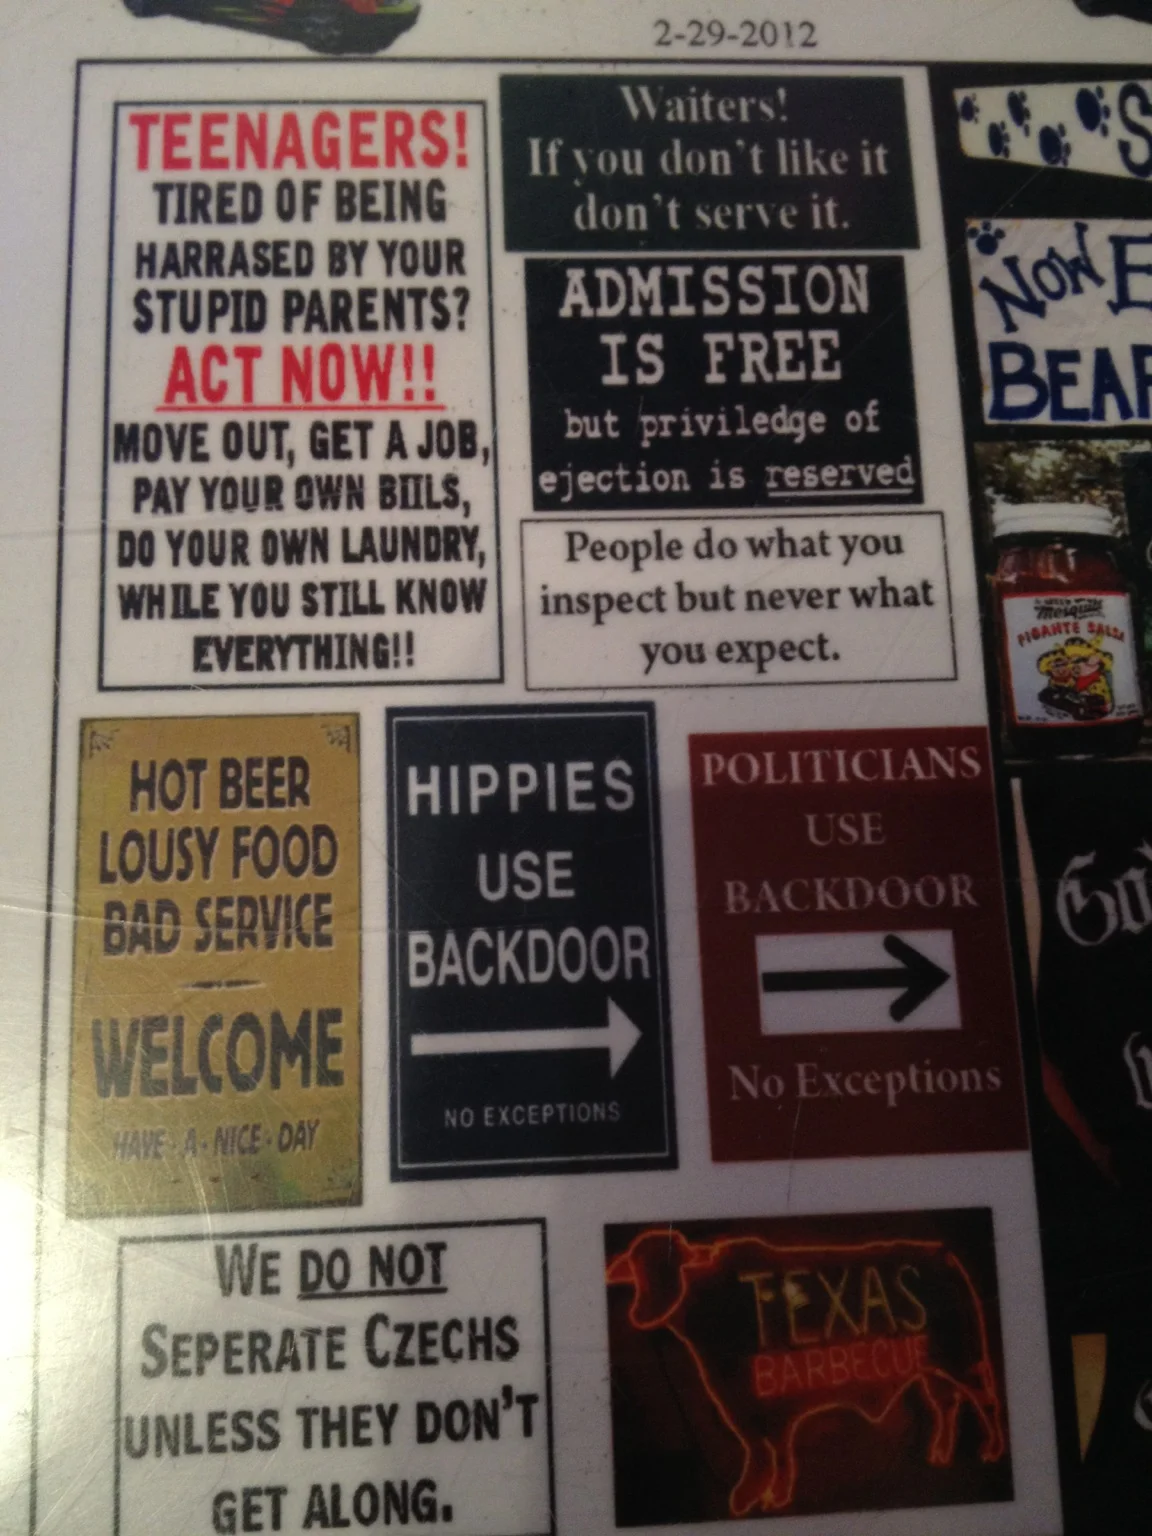 2-29-2012
TEENAGERS!
TIRED OF BEING
HARRASED BY YOUR
STUPID PARENTS?
ACT NOW!!
MOVE OUT, GET A JOB,
PAY YOUR OWN BIILS,
DO YOUR OWN LAUNDRY,
WHILE YOU STILL KNOW
EVERYTHING!!
Waiters!
If you don't like it
don't serve it.
ADMISSION
IS FREE
but priviledge of
ejection is reserved
People do what you
inspect but never what
you expect.
NOW
Mesquite
PIGANTE SALSA
HOT BEER
LOUSY FOOD
BAD SERVICE
WELCOME
HAVE · A · NICE · DAY
HIPPIES
USE
BACKDOOR
NO EXCEPTIONS
POLITICIANS
USE
BACKDOOR
No Exceptions
WE DO NOT
SEPERATE CZECHS
UNLESS THEY DON'T
GET ALONG.
TEXAS
BARBECUE